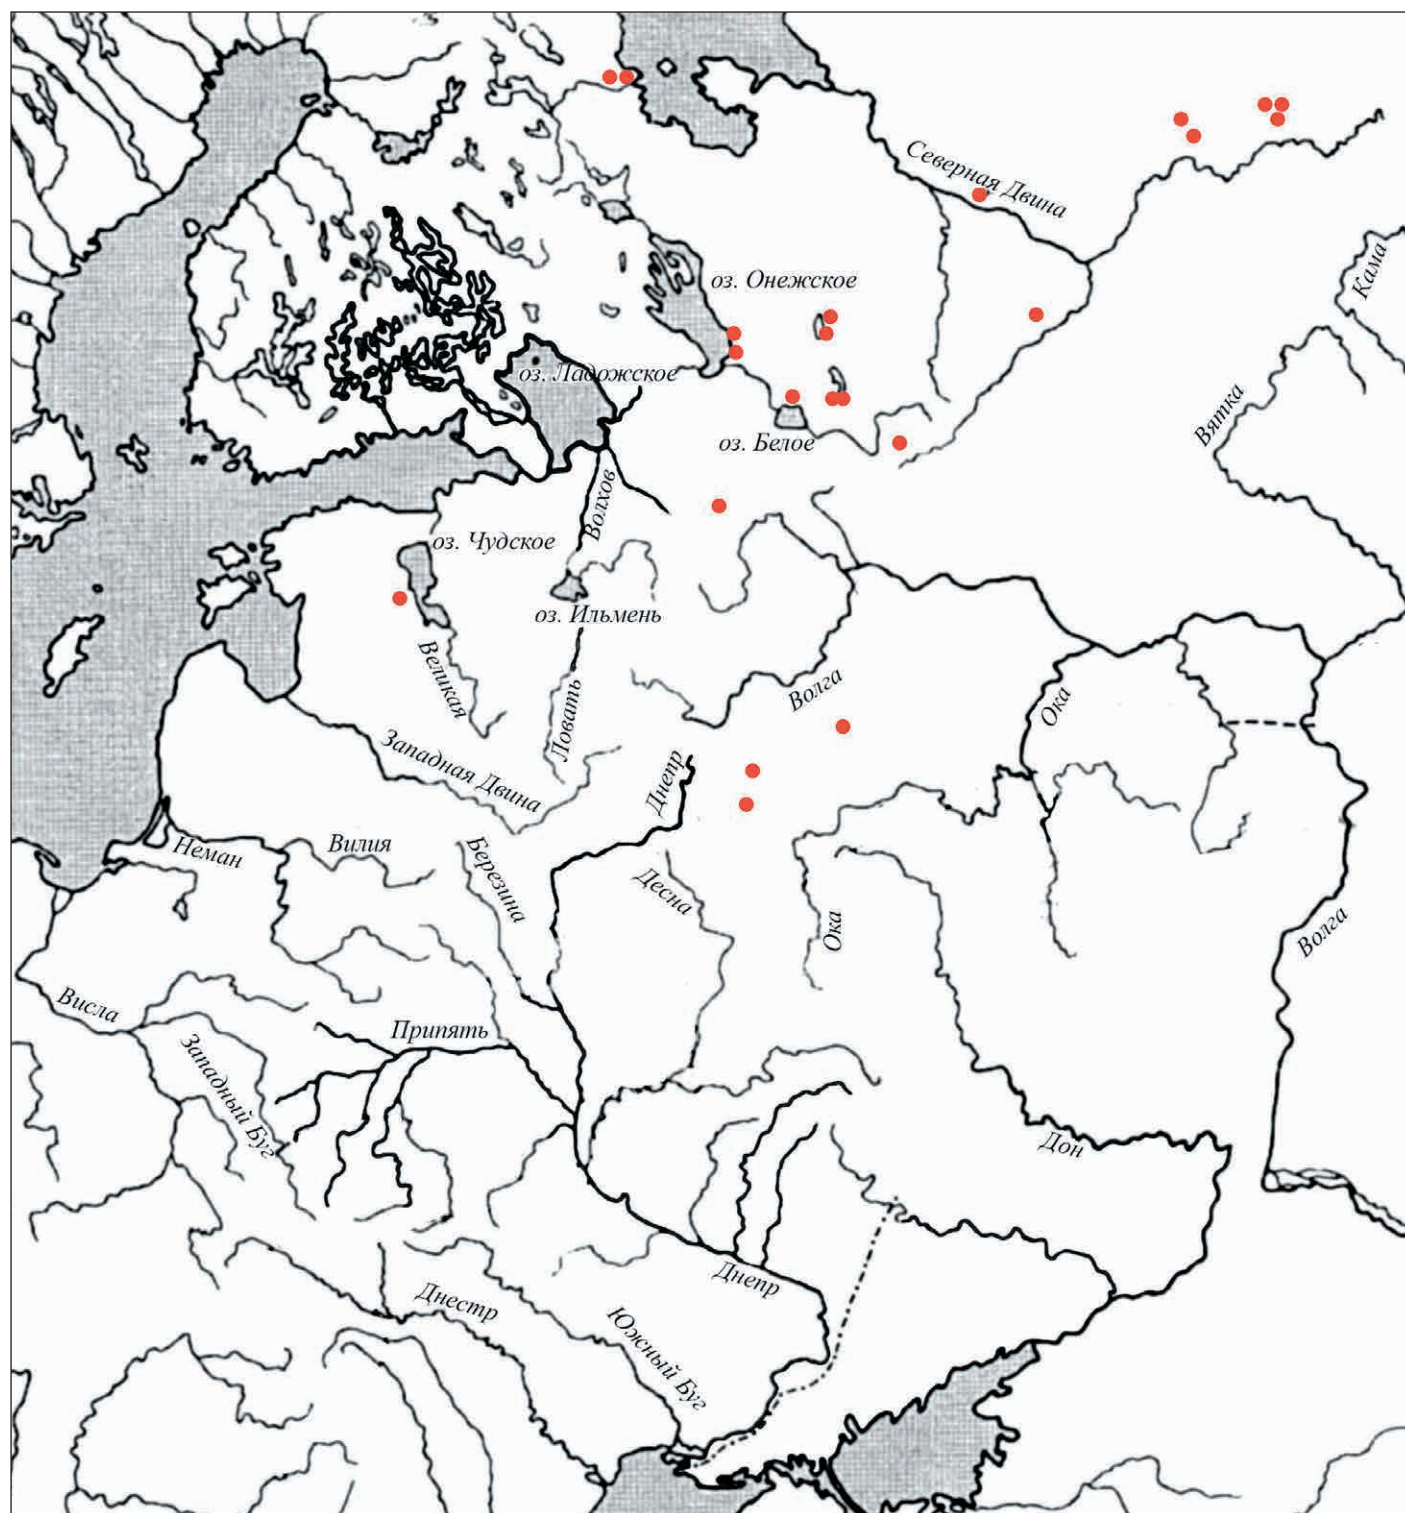 Северная Двина
оз. Онежское
Кама
оз. Ладожское
Вятка
оз. Белое
Волхов
оз. Чудское
оз. Ильмень
Великая
Ловать
Волга
Ока
Западная Двина
Днепр
Неман
Вилия
Березина
Десна
Ока
Волга
Висла
Припять
Западный Буг
Дон
Днепр
Днестр
Южный Буг